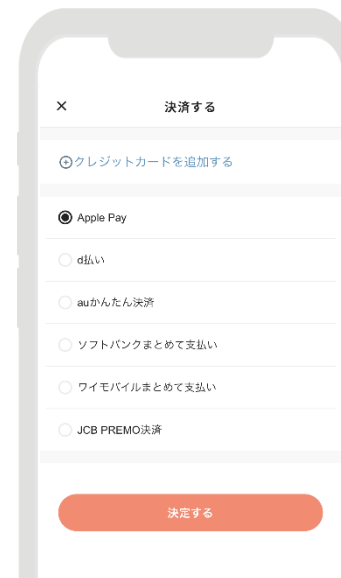 × 決済する
クレジットカードを追加する
Apple Pay
d払い
auかんたん決済
ソフトバンクまとめて支払い
ワイモバイルまとめて支払い
JCB PREMO決済
決定する